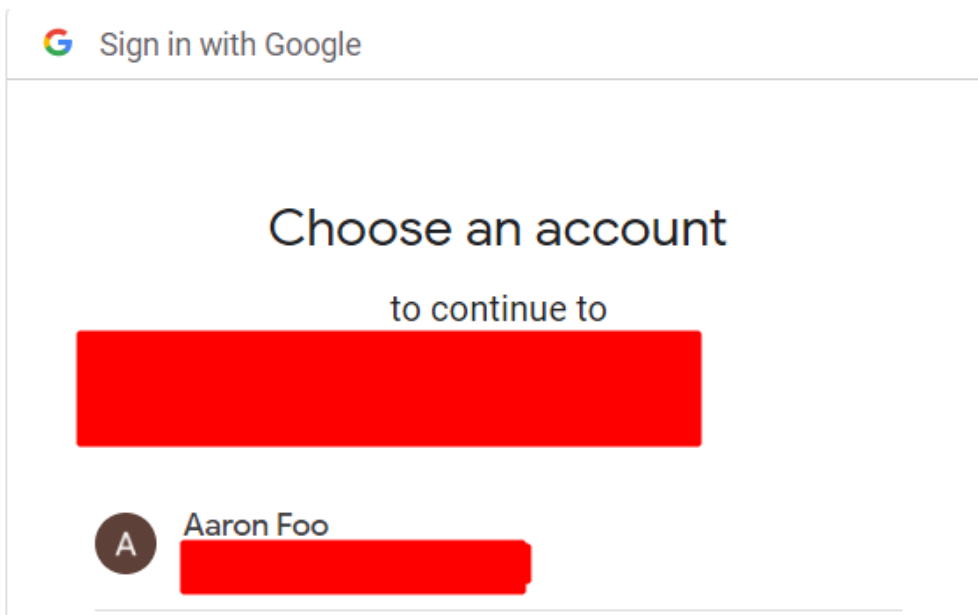 Sign in with Google
Choose an account
to continue to
Aaron Foo
A